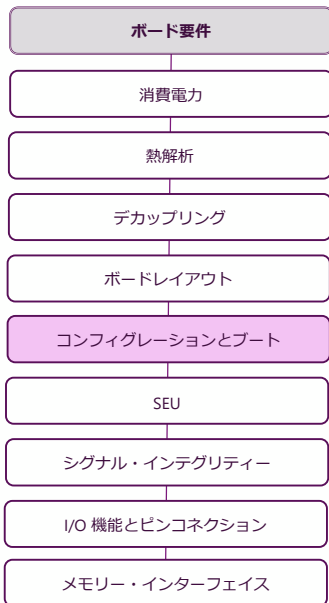 ボード要件
消費電力
熱解析
デカップリング
ボードレイアウト
コンフィグレーションとブート
SEU
シグナル・インテグリティー
I/O 機能とピンコネクション
メモリー・インターフェイス